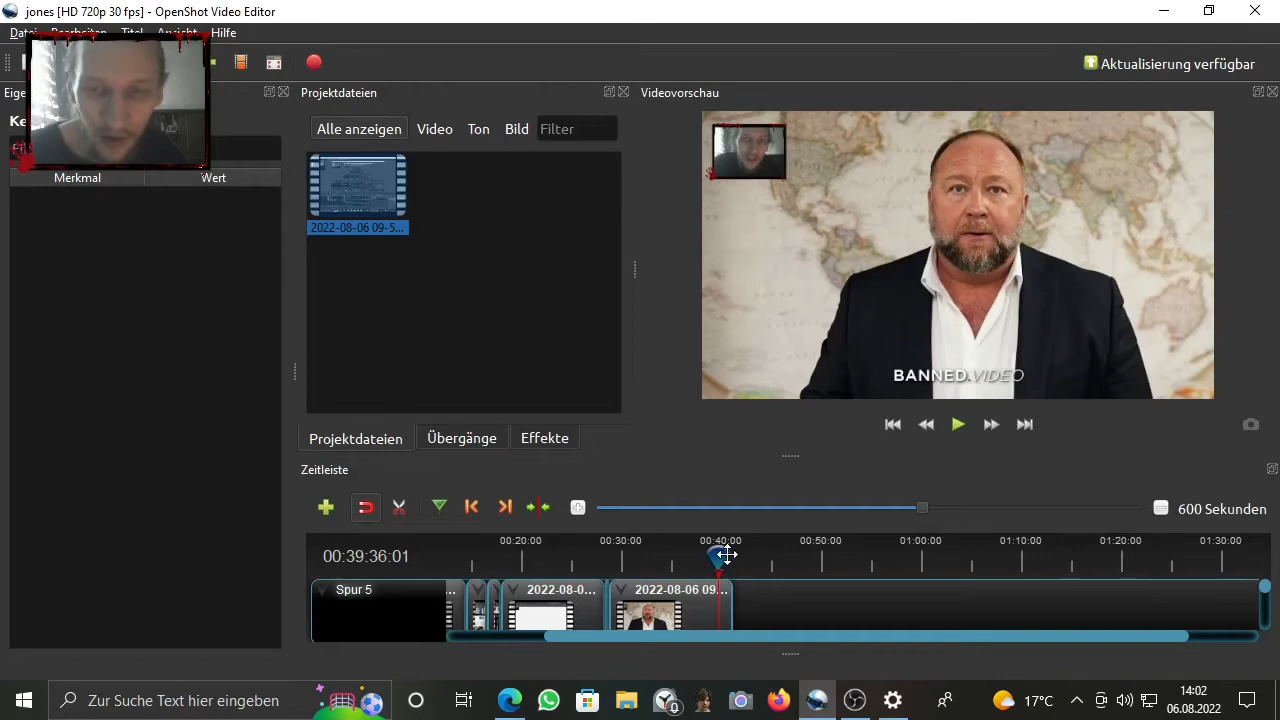 jones [HD 720p 30 fps] - OpenShot Video Editor
Datei Bearbeiten Titel Ansicht Hilfe
Aktualisierung verfügbar
Projektdateien
Videovorschau
Alle anzeigen Video Ton Bild Filter
Merkmal Wert
2022-08-06 09-5...
BANNED.VIDEO
Projektdateien Übergänge Effekte
Zeitleiste
600 Sekunden
00:39:36:01
00:20:00 00:30:00 00:40:00 00:50:00 01:00:00 01:10:00 01:20:00 01:30:00
Spur 5
...
2022-08-0...
2022-08-06 09...
Zur Suche Text hier eingeben
17°C
14:02
06.08.2022